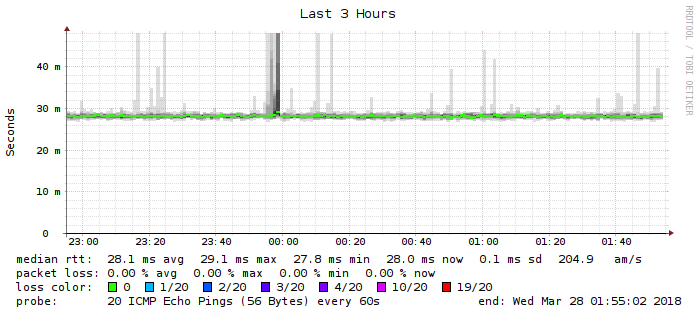 Last 3 Hours
RRDTOOL / TOBI OETIKER
Seconds
40 m
30 m
20 m
10 m
0
23:00 23:20 23:40 00:00 00:20 00:40 01:00 01:20 01:40
median rtt: 28.1 ms avg 29.1 ms max 27.8 ms min 28.0 ms now 0.1 ms sd 204.9 am/s
packet loss: 0.00 % avg 0.00 % max 0.00 % min 0.00 % now
loss color: 0 1/20 2/20 3/20 4/20 10/20 19/20
probe: 20 ICMP Echo Pings (56 Bytes) every 60s end: Wed Mar 28 01:55:02 2018